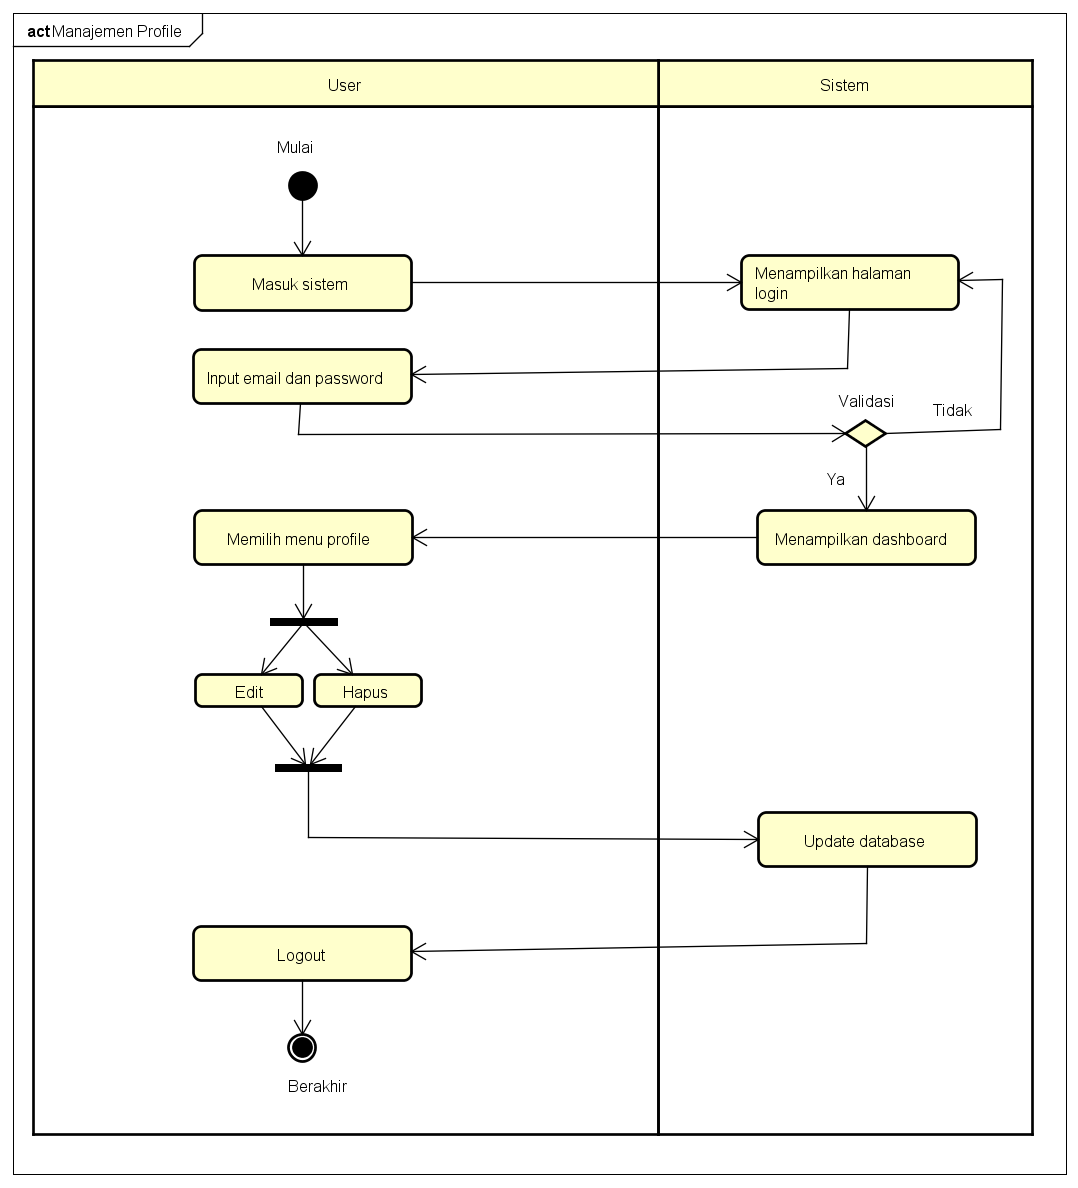 act Manajemen Profile
User
Sistem
Mulai
Masuk sistem
Menampilkan halaman
login
Input email dan password
Validasi
Tidak
Ya
Memilih menu profile
Menampilkan dashboard
Edit
Hapus
Update database
Logout
Berakhir